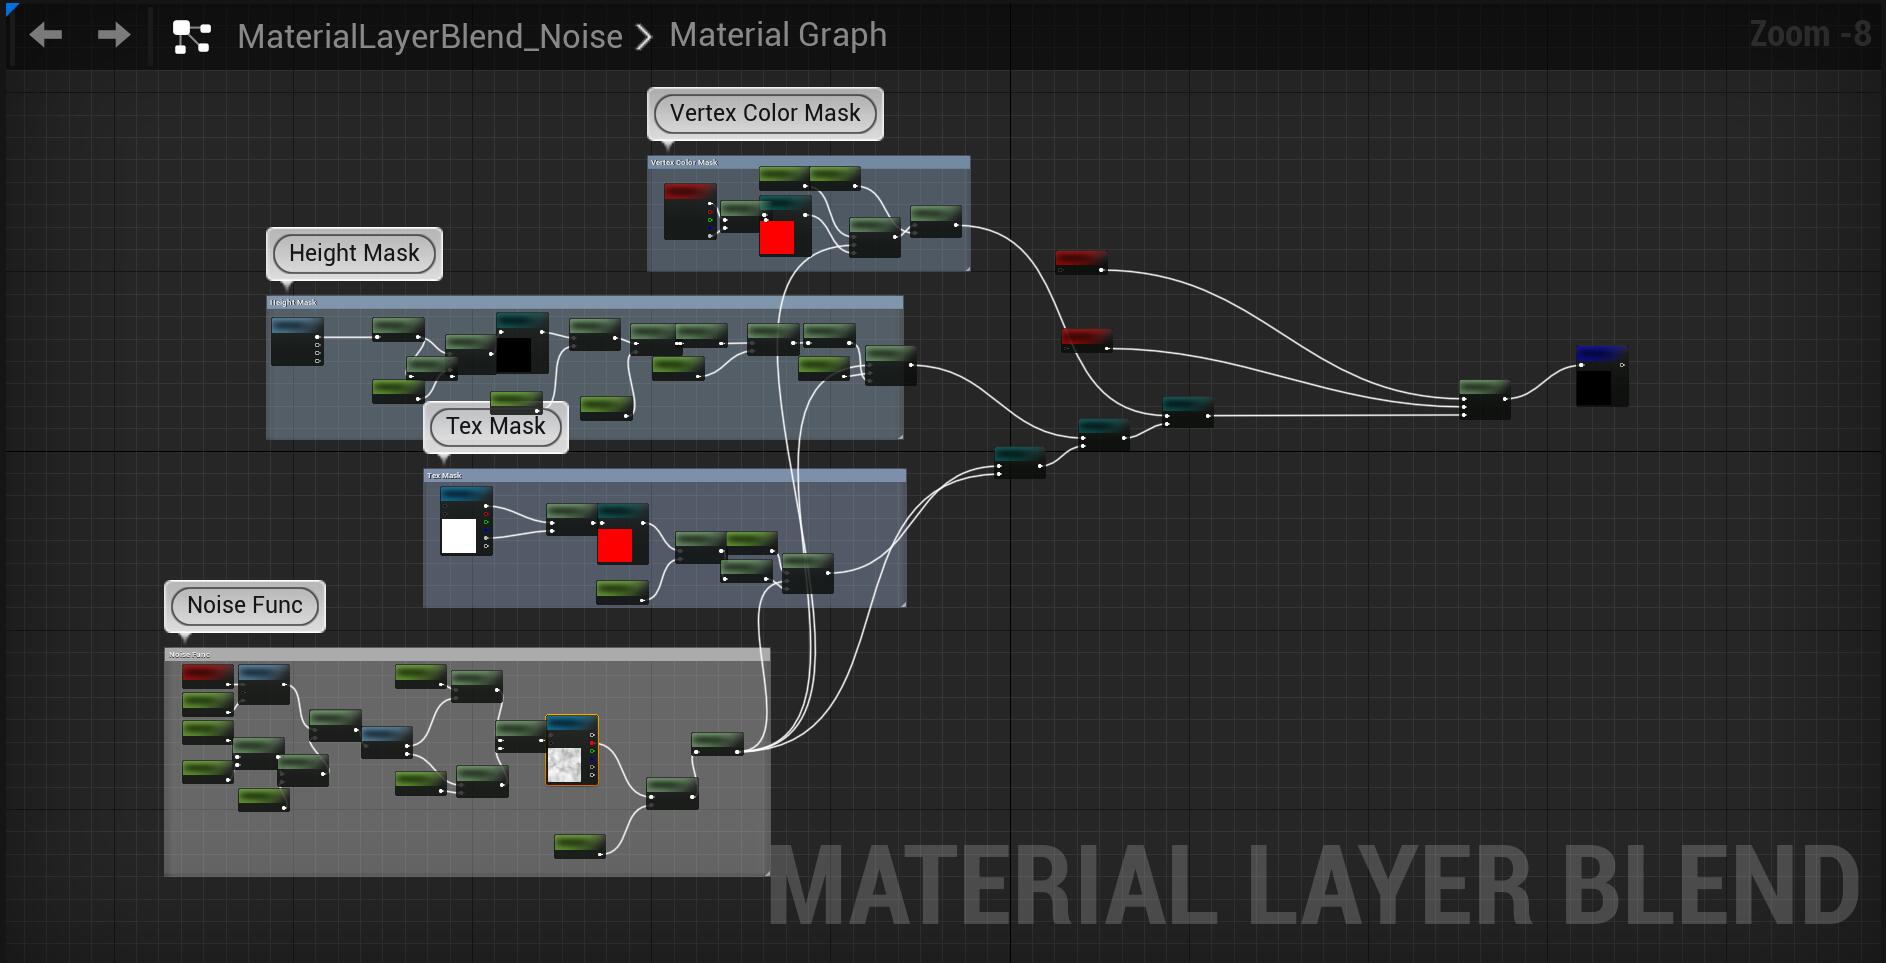 MaterialLayerBlend_Noise > Material Graph
Zoom -8
Vertex Color Mask
Vertex Color Mask
Height Mask
Height Mask
Tex Mask
Tex Mask
Noise Func
Noise Func
MATERIAL LAYER BLEND